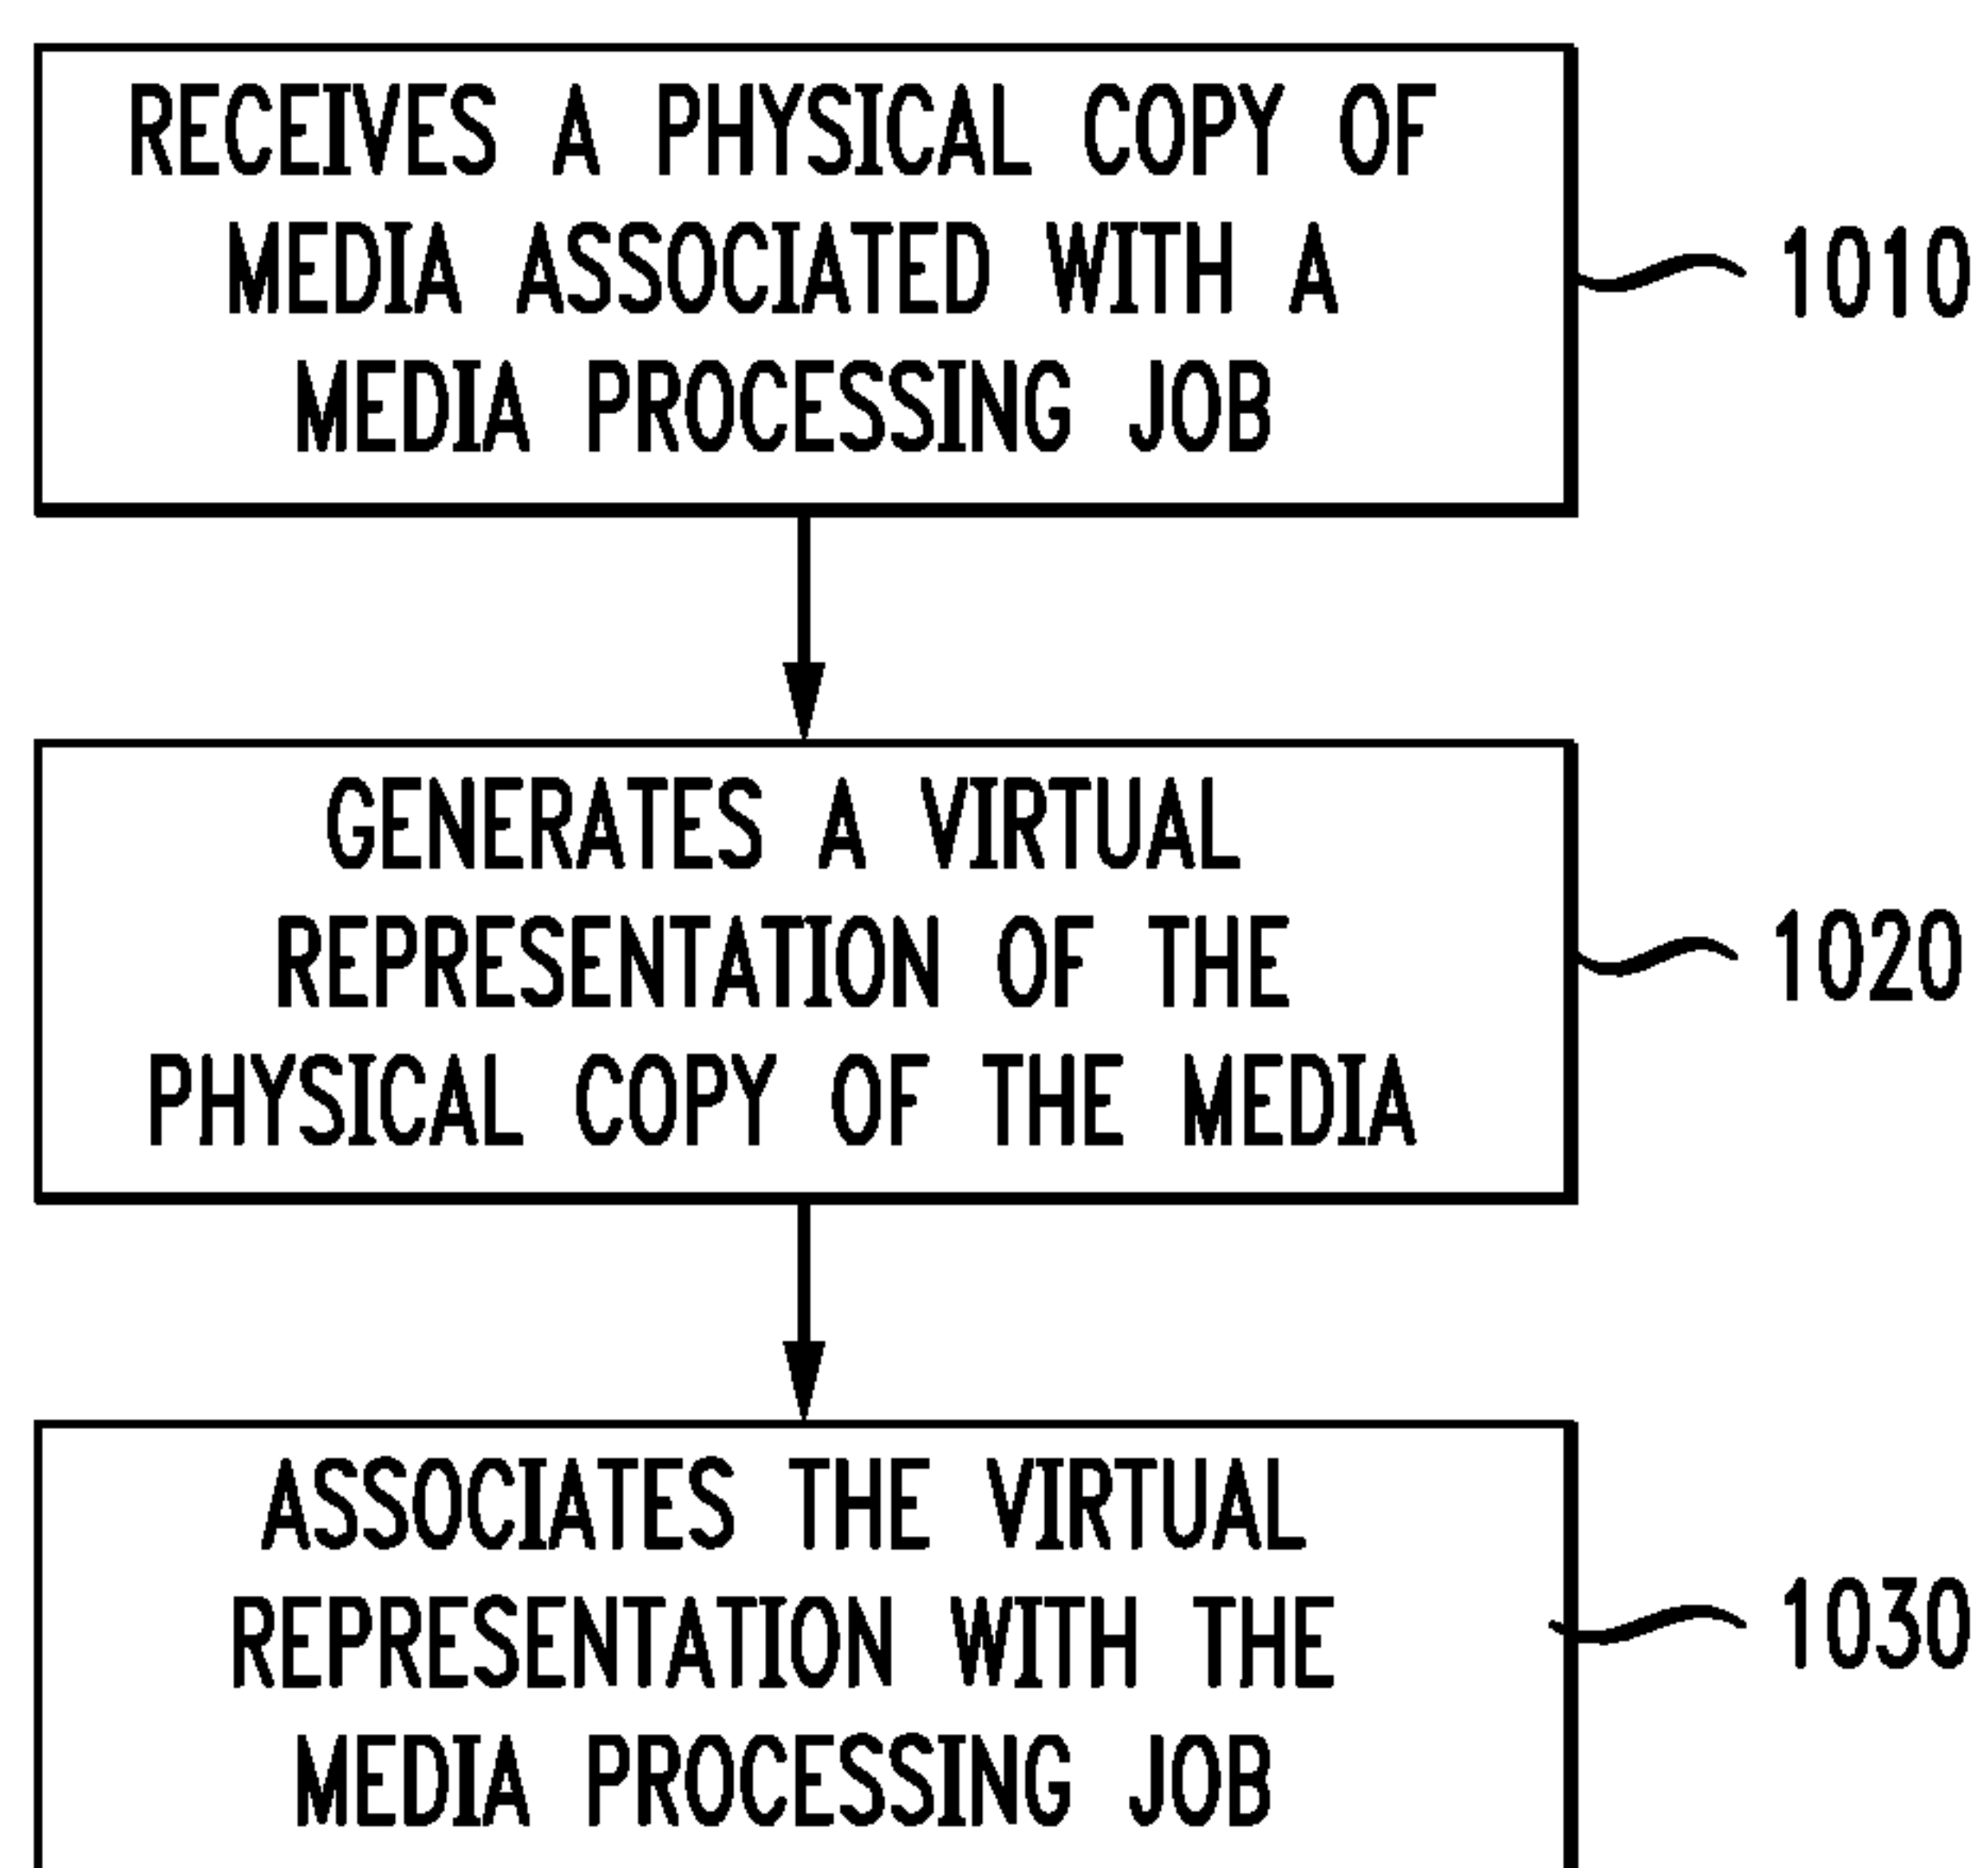 RECEIVES A PHYSICAL COPY OF
MEDIA ASSOCIATED WITH A
MEDIA PROCESSING JOB
1010
GENERATES A VIRTUAL
REPRESENTATION OF THE
PHYSICAL COPY OF THE MEDIA
1020
ASSOCIATES THE VIRTUAL
REPRESENTATION WITH THE
MEDIA PROCESSING JOB
1030